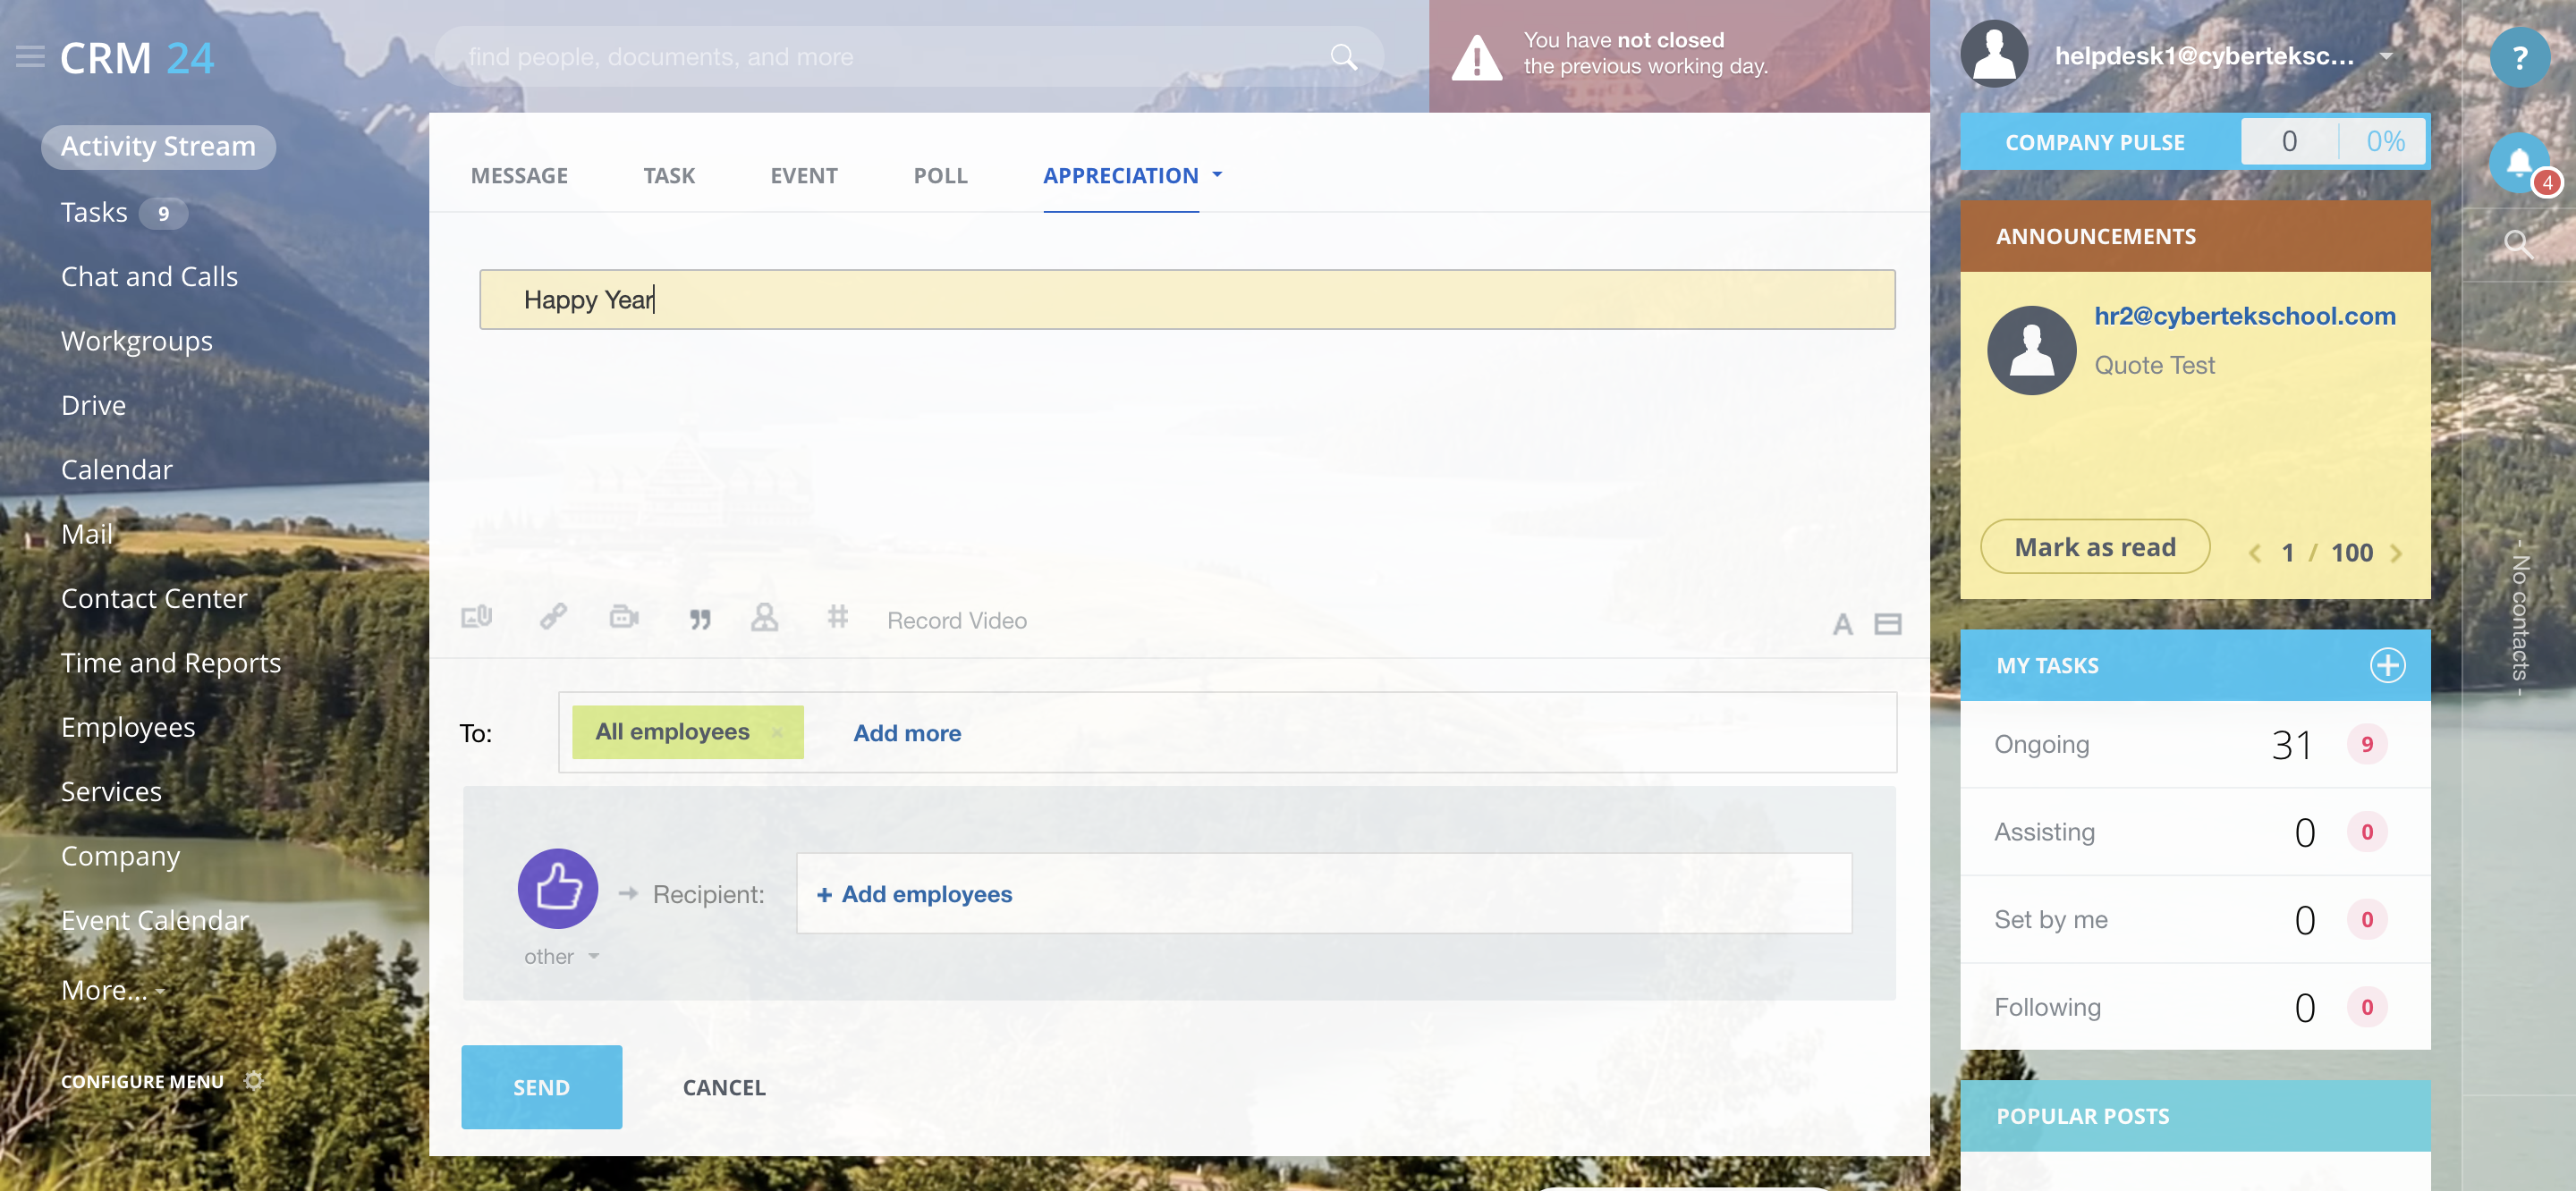 CRM 24
find people, documents, and more
You have not closed
the previous working day.
helpdesk1@cyberteksc...
?
Activity Stream
Tasks 9
Chat and Calls
Workgroups
Drive
Calendar
Mail
Contact Center
Time and Reports
Employees
Services
Company
Event Calendar
More...
CONFIGURE MENU
MESSAGE TASK EVENT POLL APPRECIATION
Happy Year
# Record Video A
To: All employees × Add more
Recipient: + Add employees
other
SEND CANCEL
COMPANY PULSE 0 0%
4
ANNOUNCEMENTS
hr2@cybertekschool.com
Quote Test
Mark as read 1 / 100
MY TASKS
Ongoing 31 9
Assisting 0 0
Set by me 0 0
Following 0 0
POPULAR POSTS
- No contacts -